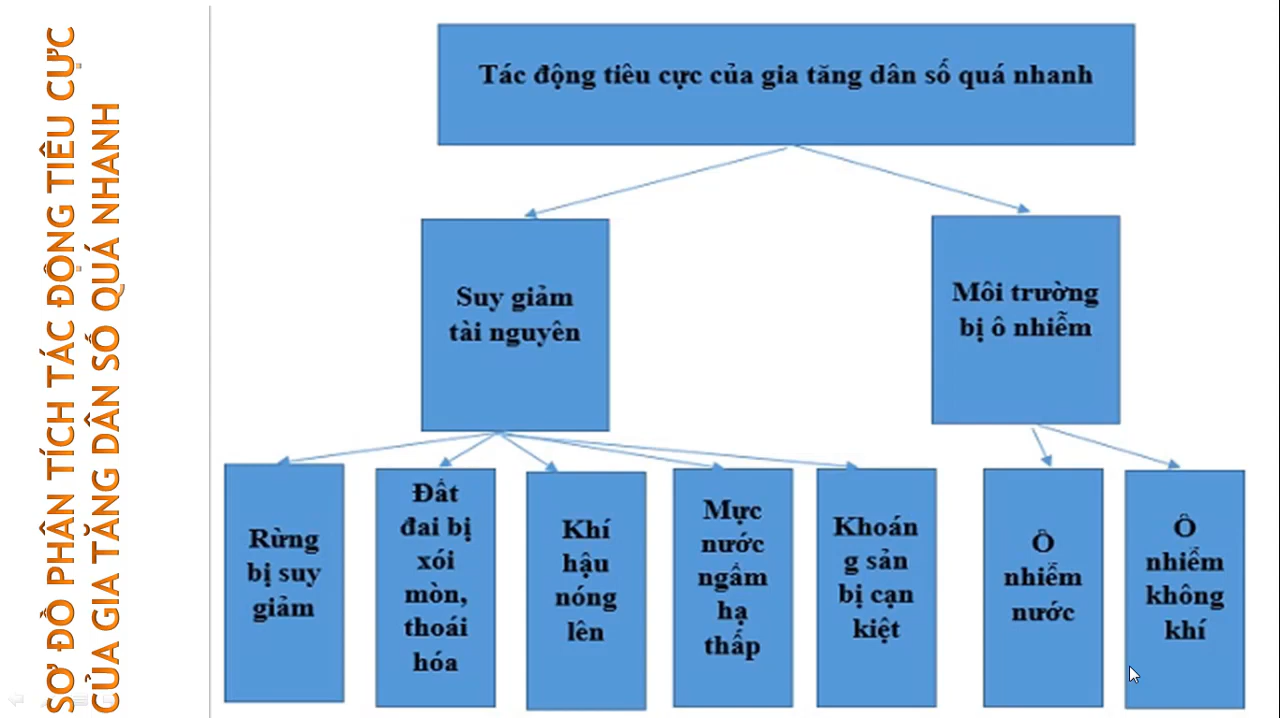 SƠ ĐỒ PHÂN TÍCH TÁC ĐỘNG TIÊU CỰC
CỦA GIA TĂNG DÂN SỐ QUÁ NHANH
Tác động tiêu cực của gia tăng dân số quá nhanh
Suy giảm
tài nguyên
Môi trường
bị ô nhiễm
Rừng
bị suy
giảm
Đất
đai bị
xói
mòn,
thoái
hóa
Khí
hậu
nóng
lên
Mực
nước
ngầm
hạ
thấp
Khoán
g sản
bị cạn
kiệt
Ô
nhiễm
nước
Ô
nhiễm
không
khí